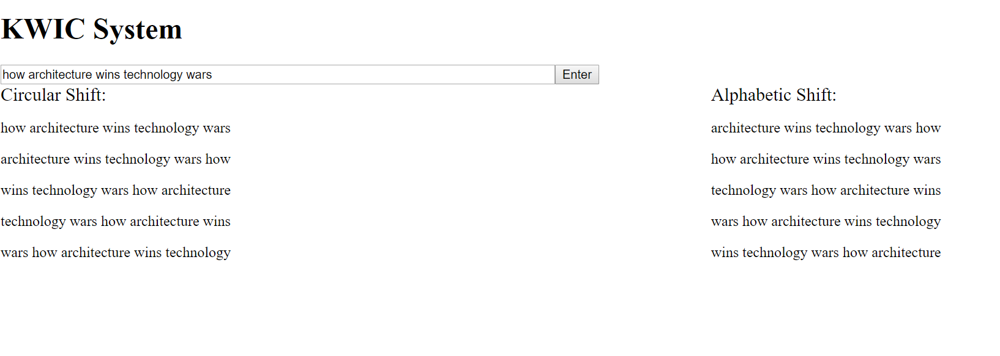 KWIC System
how architecture wins technology wars
Enter
Circular Shift:
how architecture wins technology wars
architecture wins technology wars how
wins technology wars how architecture
technology wars how architecture wins
wars how architecture wins technology
Alphabetic Shift:
architecture wins technology wars how
how architecture wins technology wars
technology wars how architecture wins
wars how architecture wins technology
wins technology wars how architecture